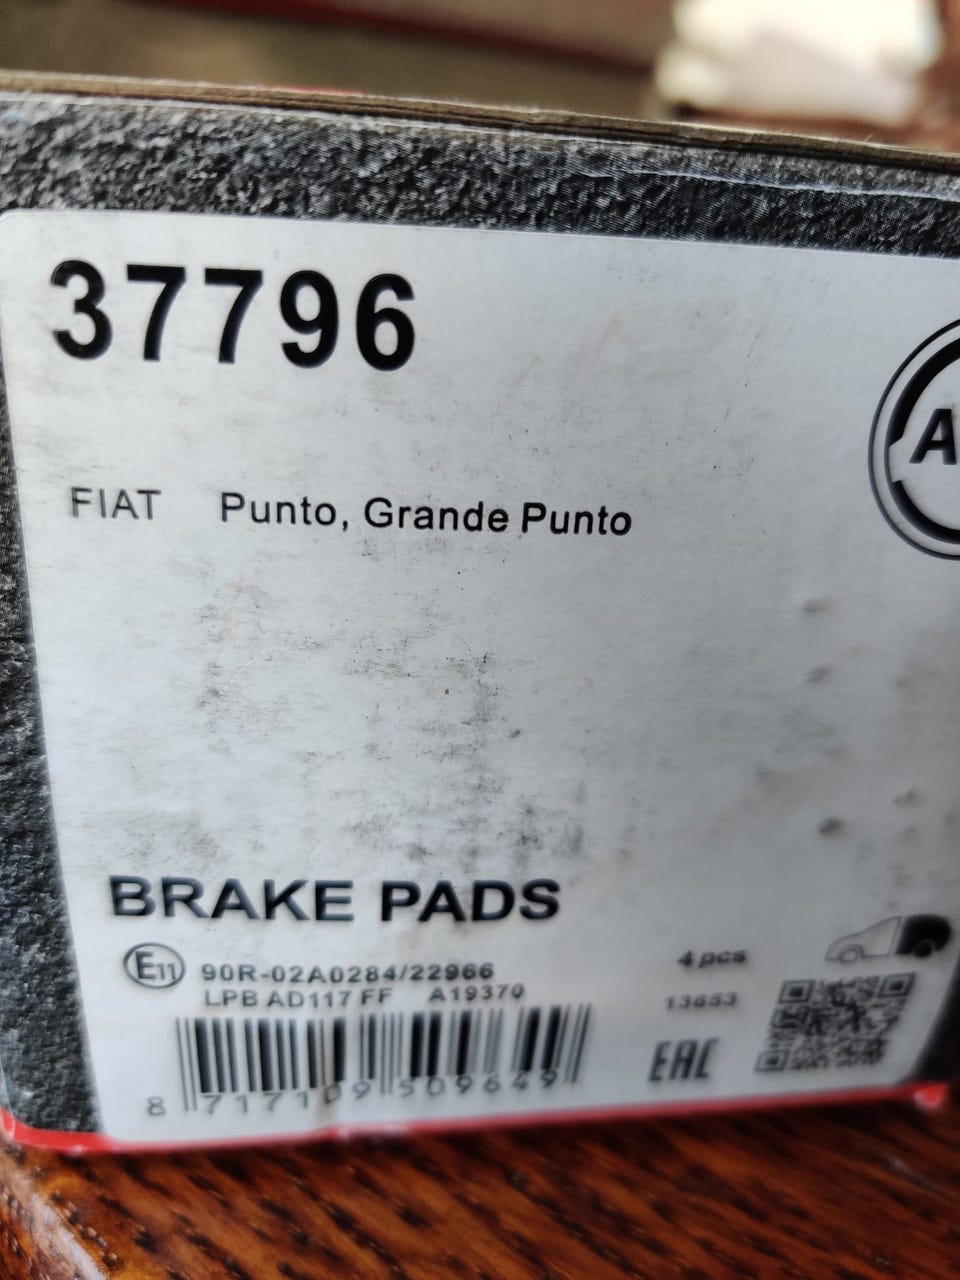 37796
A
FIAT Punto, Grande Punto
BRAKE PADS
E11 90R-02A0284/22966
4 pcs
LPB AD117 FF A19370
13653
EAC
8 717109 509649